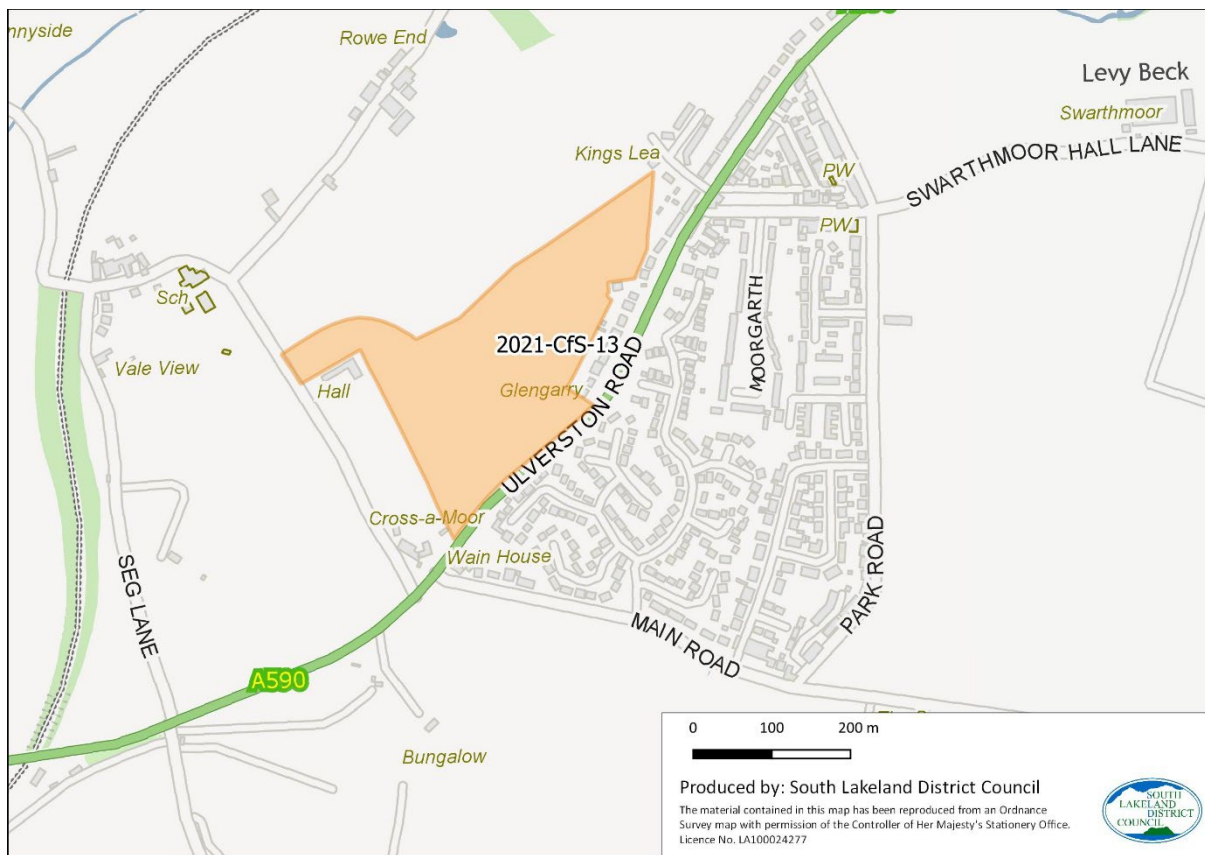 nnyside
Rowe End
Levy Beck
Swarthmoor
Kings Lea
PW
SWARTHMOOR HALL LANE
PW
Sch
MOORGARTH
2021-CfS-13
Vale View
Hall
Glengarry
ULVERSTON ROAD
Cross-a-Moor
Wain House
SEG LANE
PARK ROAD
MAIN ROAD
A590
Bungalow
0 100 200 m
Produced by: South Lakeland District Council
The material contained in this map has been reproduced from an Ordnance
Survey map with permission of the Controller of Her Majesty's Stationery Office.
Licence No. LA100024277
SOUTH
LAKELAND
DISTRICT
COUNCIL